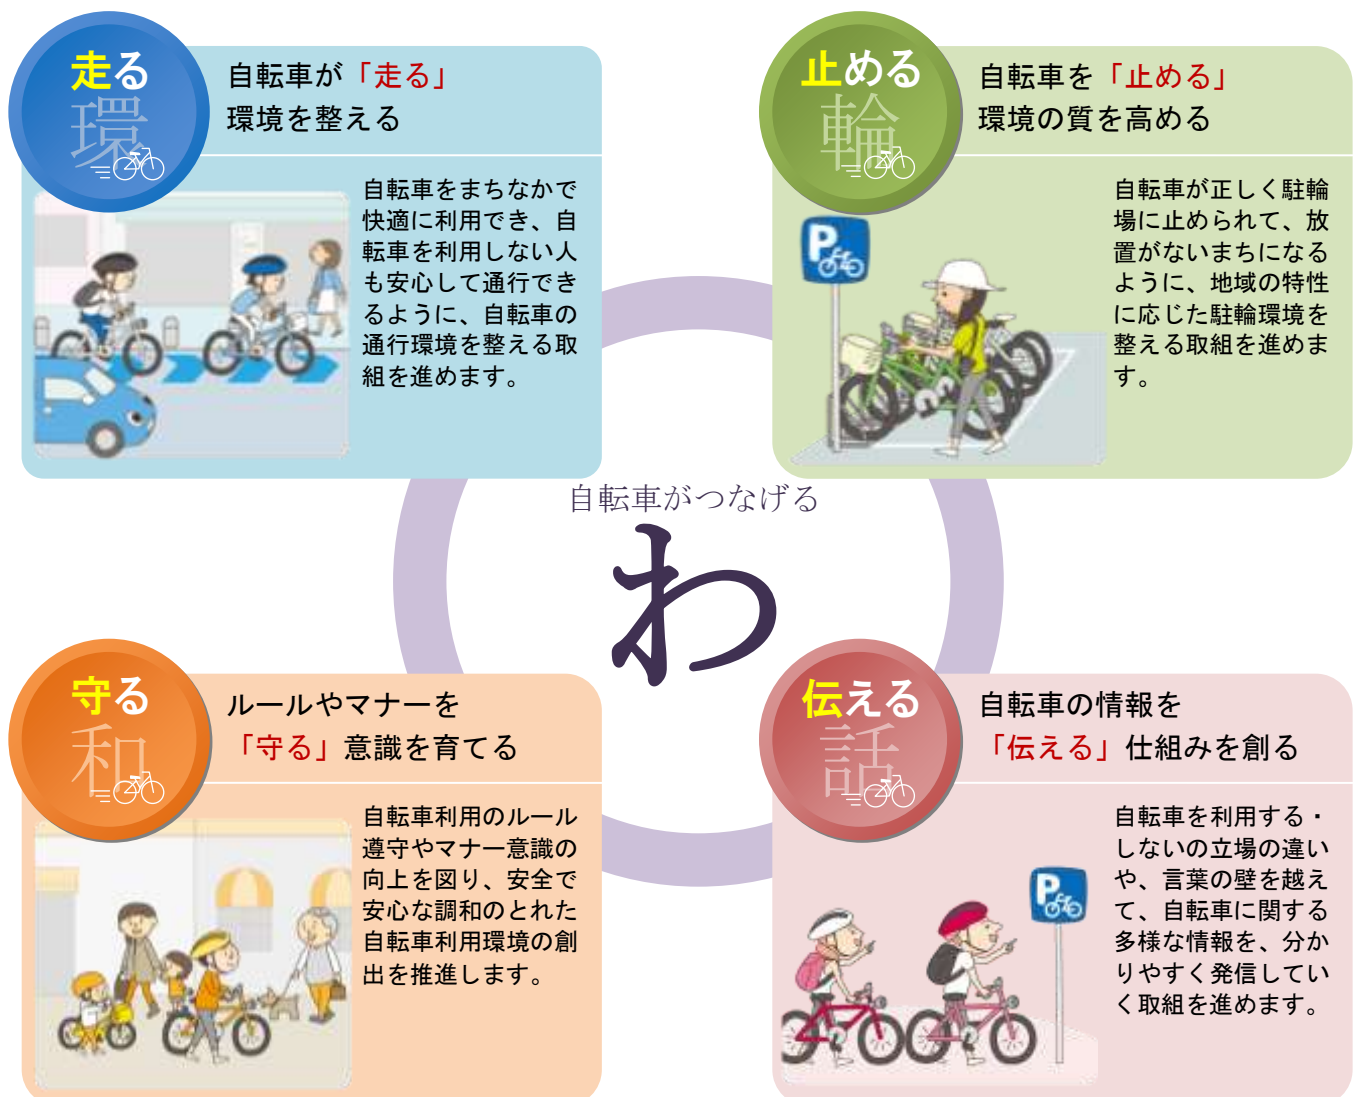 走る
環
自転車が「走る」
環境を整える
自転車をまちなかで
快適に利用でき、自
転車を利用しない人
も安心して通行でき
るように、自転車の
通行環境を整える取
組を進めます。
止める
輪
自転車を「止める」
環境の質を高める
P
自転車が正しく駐輪
場に止められて、放
置がないまちになる
ように、地域の特性
に応じた駐輪環境を
整える取組を進めま
す。
自転車がつなげる
わ
守る
和
ルールやマナーを
「守る」意識を育てる
自転車利用のルール
遵守やマナー意識の
向上を図り、安全で
安心な調和のとれた
自転車利用環境の創
出を推進します。
伝える
話
自転車の情報を
「伝える」仕組みを創る
P
自転車を利用する・
しないの立場の違い
や、言葉の壁を越え
て、自転車に関する
多様な情報を、分か
りやすく発信してい
く取組を進めます。